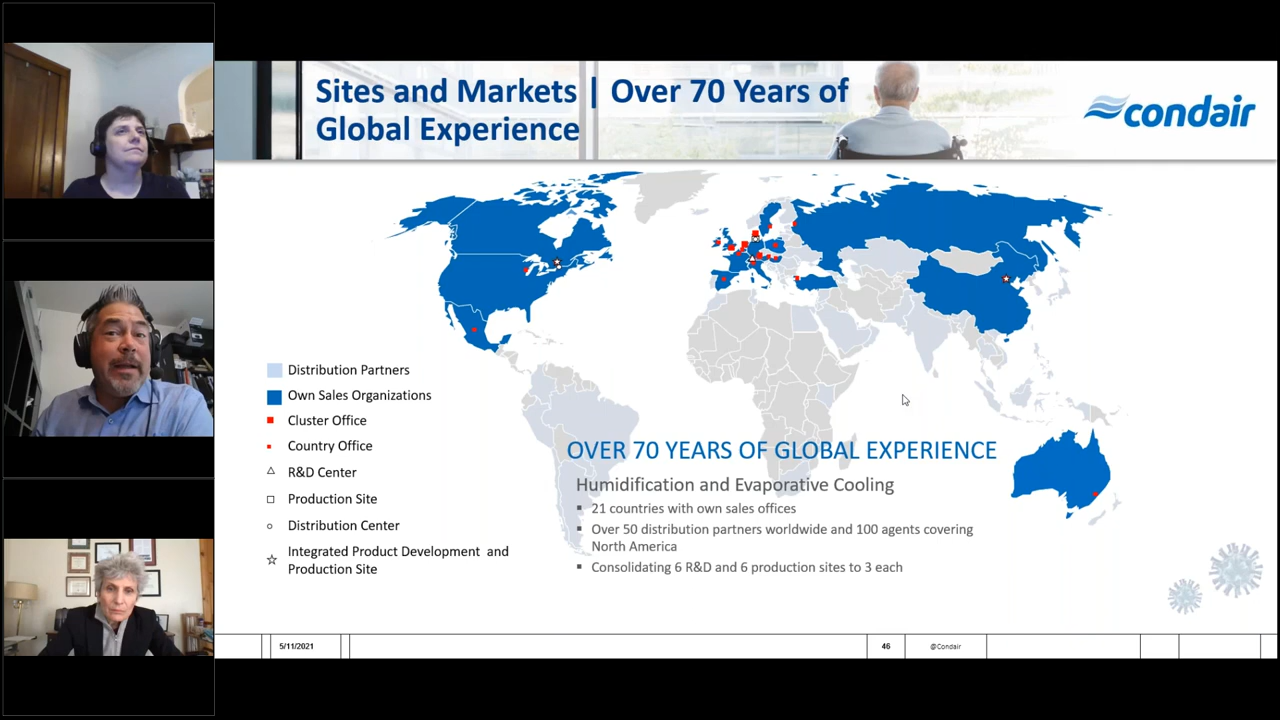 Sites and Markets | Over 70 Years of
Global Experience
condair
Distribution Partners
Own Sales Organizations
Cluster Office
Country Office
R&D Center
Production Site
Distribution Center
Integrated Product Development and
Production Site
OVER 70 YEARS OF GLOBAL EXPERIENCE
Humidification and Evaporative Cooling
21 countries with own sales offices
Over 50 distribution partners worldwide and 100 agents covering
North America
Consolidating 6 R&D and 6 production sites to 3 each
5/11/2021
46
@Condair